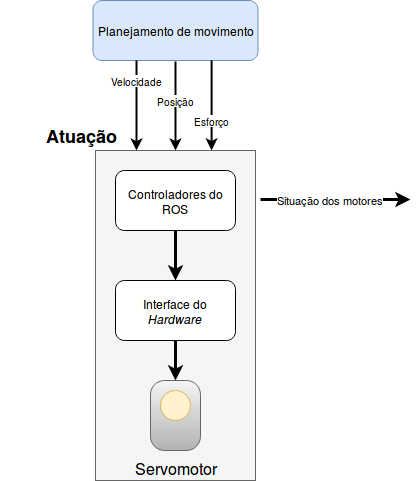 Planejamento de movimento
Velocidade
Posição
Esforço
Atuação
Controladores do
ROS
Situação dos motores
Interface do
Hardware
Servomotor